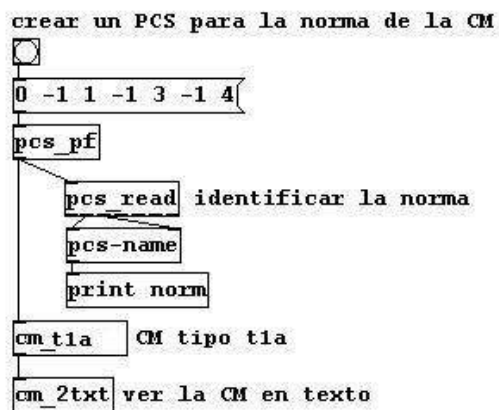 crear un PCS para la norma de la CM
0 -1 1 -1 3 -1 4
pcs_pf
pcs_read identificar la norma
pcs-name
print norm
cm_t1a CM tipo t1a
cm_2txt ver la CM en texto